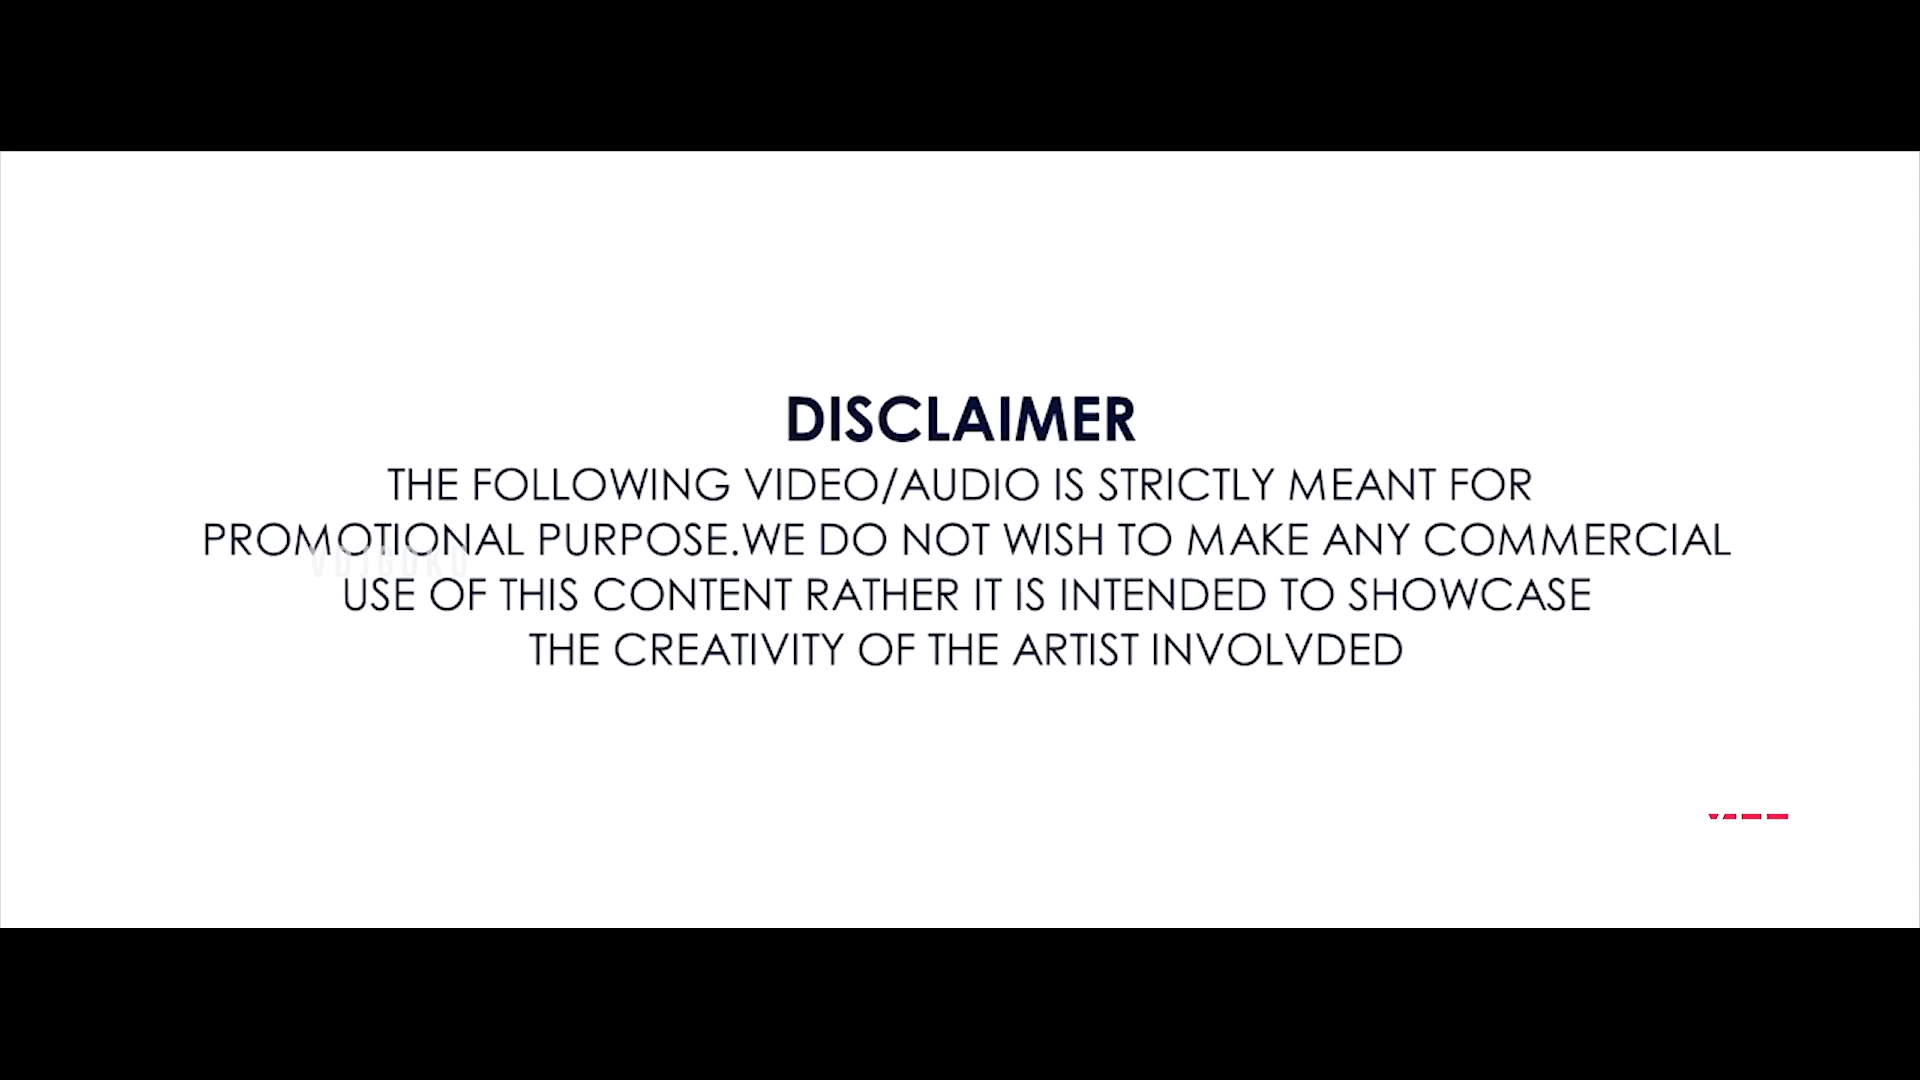 DISCLAIMER
THE FOLLOWING VIDEO/AUDIO IS STRICTLY MEANT FOR
PROMOTIONAL PURPOSE.WE DO NOT WISH TO MAKE ANY COMMERCIAL
USE OF THIS CONTENT RATHER IT IS INTENDED TO SHOWCASE
THE CREATIVITY OF THE ARTIST INVOLVDED